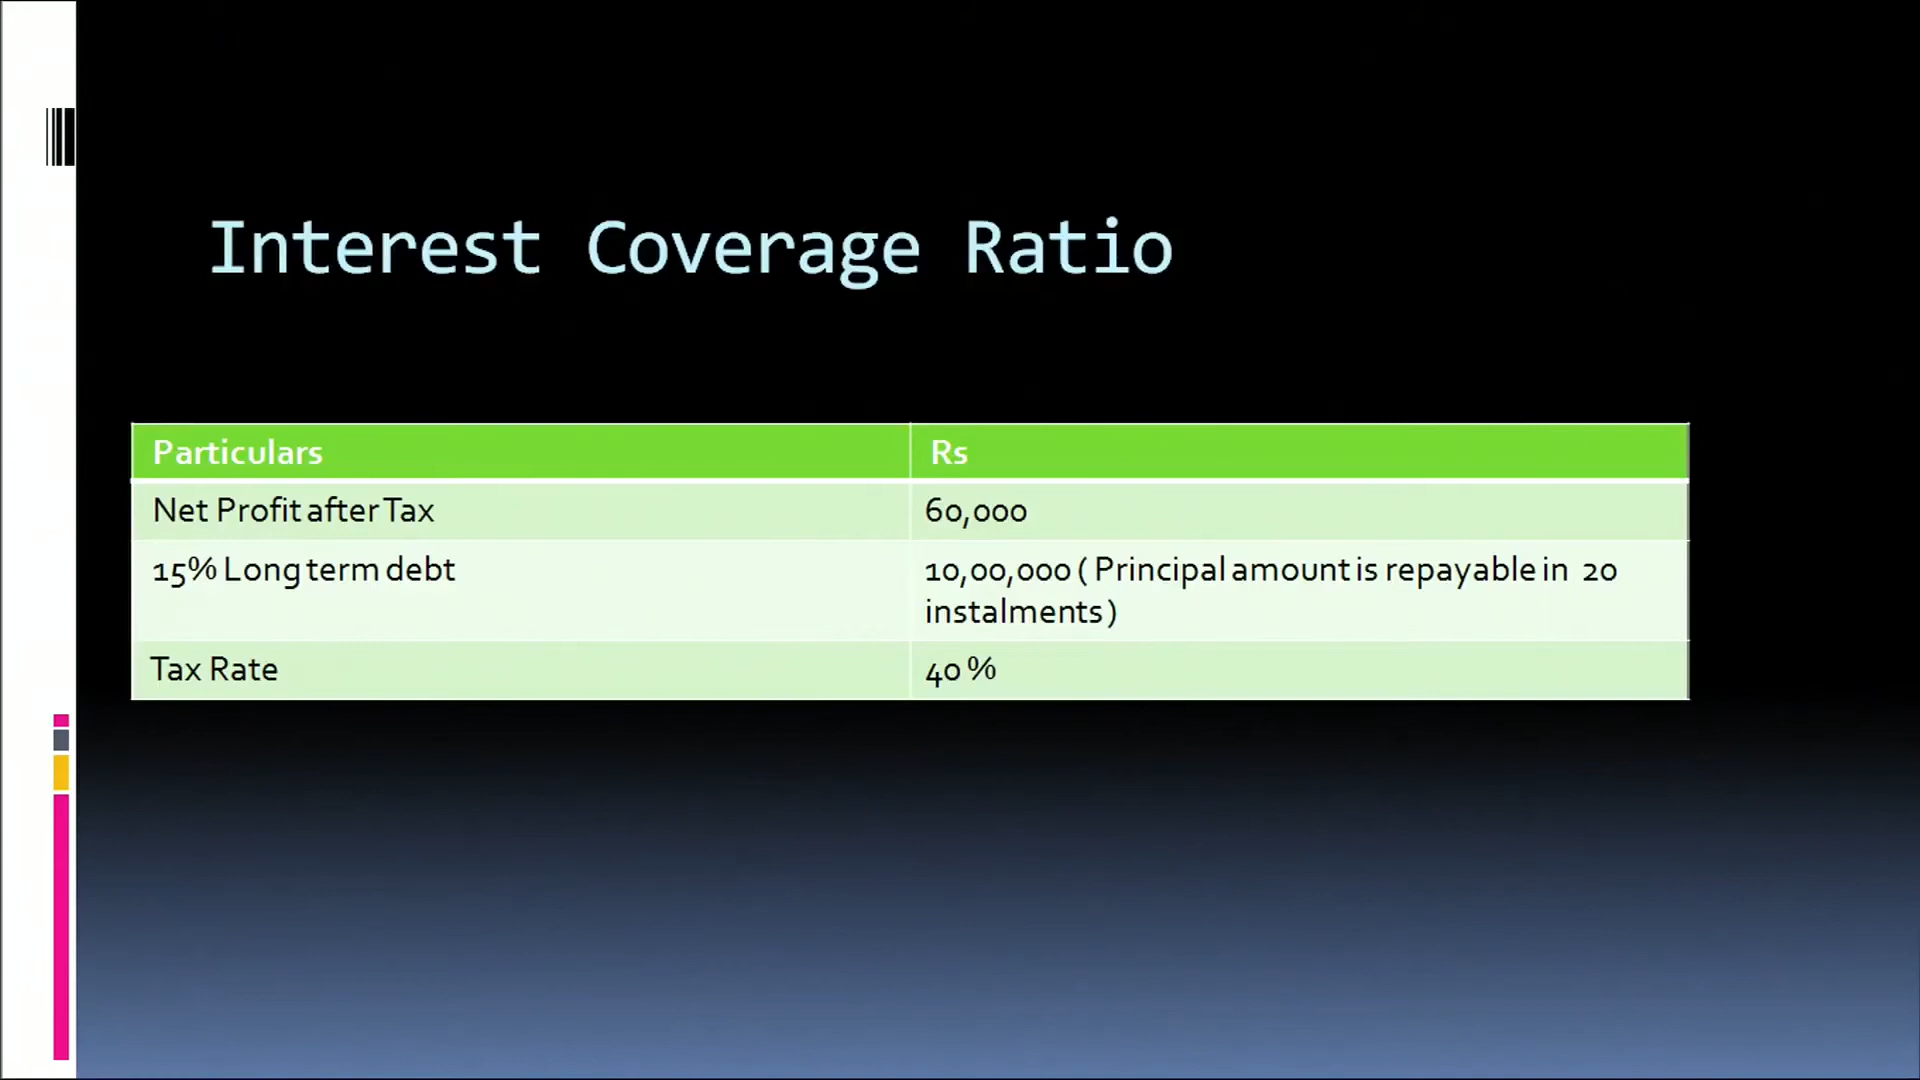 Interest Coverage Ratio
Particulars Rs
Net Profit after Tax 60,000
15% Long term debt 10,00,000 ( Principal amount is repayable in 20
instalments )
Tax Rate 40 %